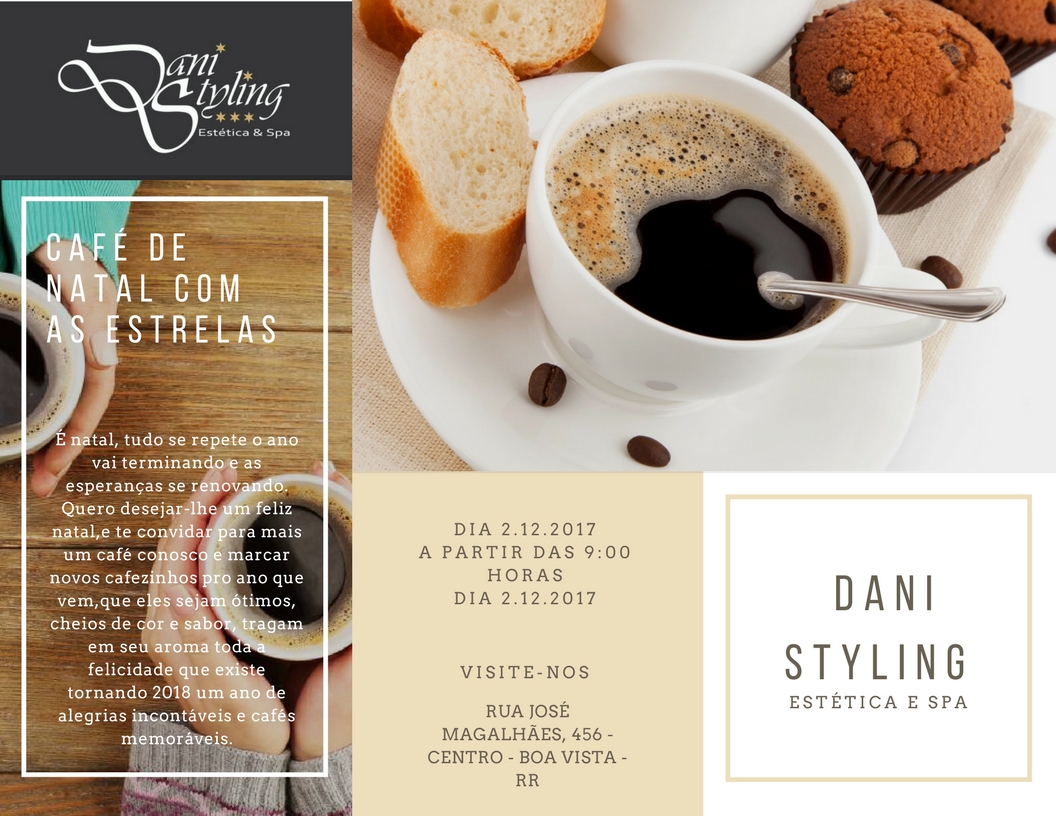 Dani
Styling
Estética & Spa
CAFÉ DE
NATAL COM
AS ESTRELAS
É natal, tudo se repete o ano
vai terminando e as
esperanças se renovando.
Quero desejar-lhe um feliz
natal,e te convidar para mais
um café conosco e marcar
novos cafezinhos pro ano que
vem,que eles sejam ótimos,
cheios de cor e sabor, tragam
em seu aroma toda a
felicidade que existe
tornando 2018 um ano de
alegrias incontáveis e cafés
memoráveis.
DIA 2.12.2017
A PARTIR DAS 9:00
HORAS
DIA 2.12.2017
VISITE-NOS
RUA JOSÉ
MAGALHÃES, 456 -
CENTRO - BOA VISTA -
RR
DANI
STYLING
ESTÉTICA E SPA